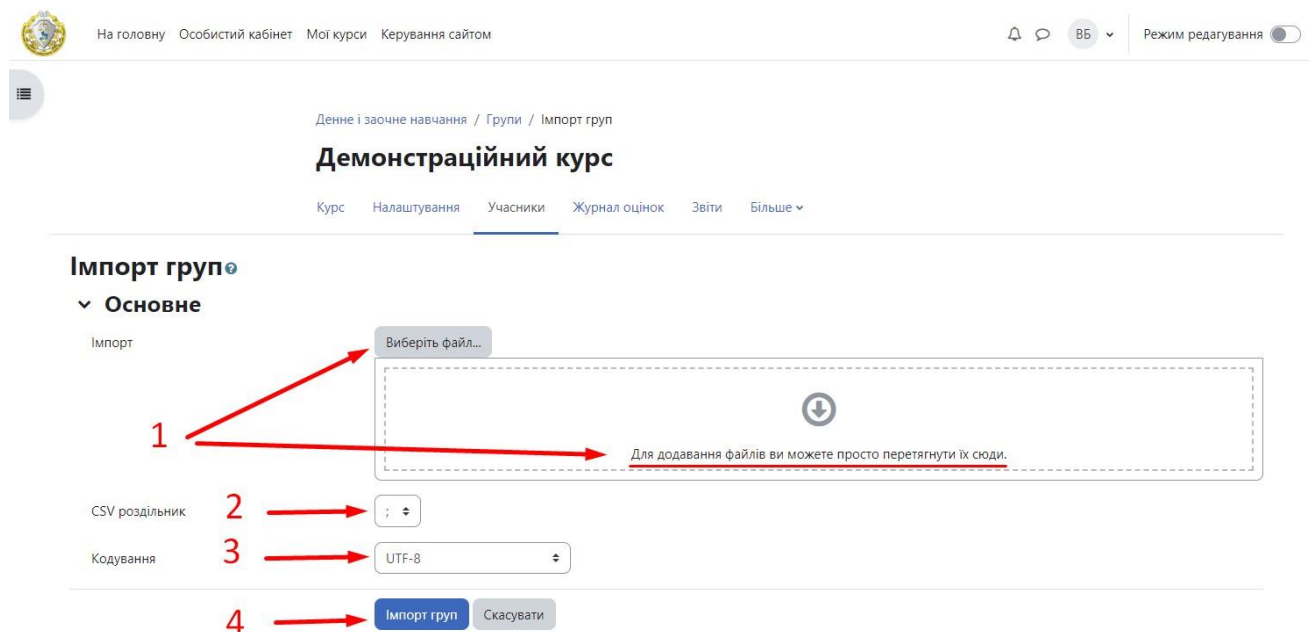 На головну Особистий кабінет Мої курси Керування сайтом ВБ Режим редагування
Денне і заочне навчання / Групи / Імпорт груп
Демонстраційний курс
Курс Налаштування Учасники Журнал оцінок Звіти Більше
Імпорт груп
Основне
Імпорт Виберіть файл...
1
Для додавання файлів ви можете просто перетягнути їх сюди.
CSV роздільник 2 ;
Кодування 3 UTF-8
4 Імпорт груп Скасувати